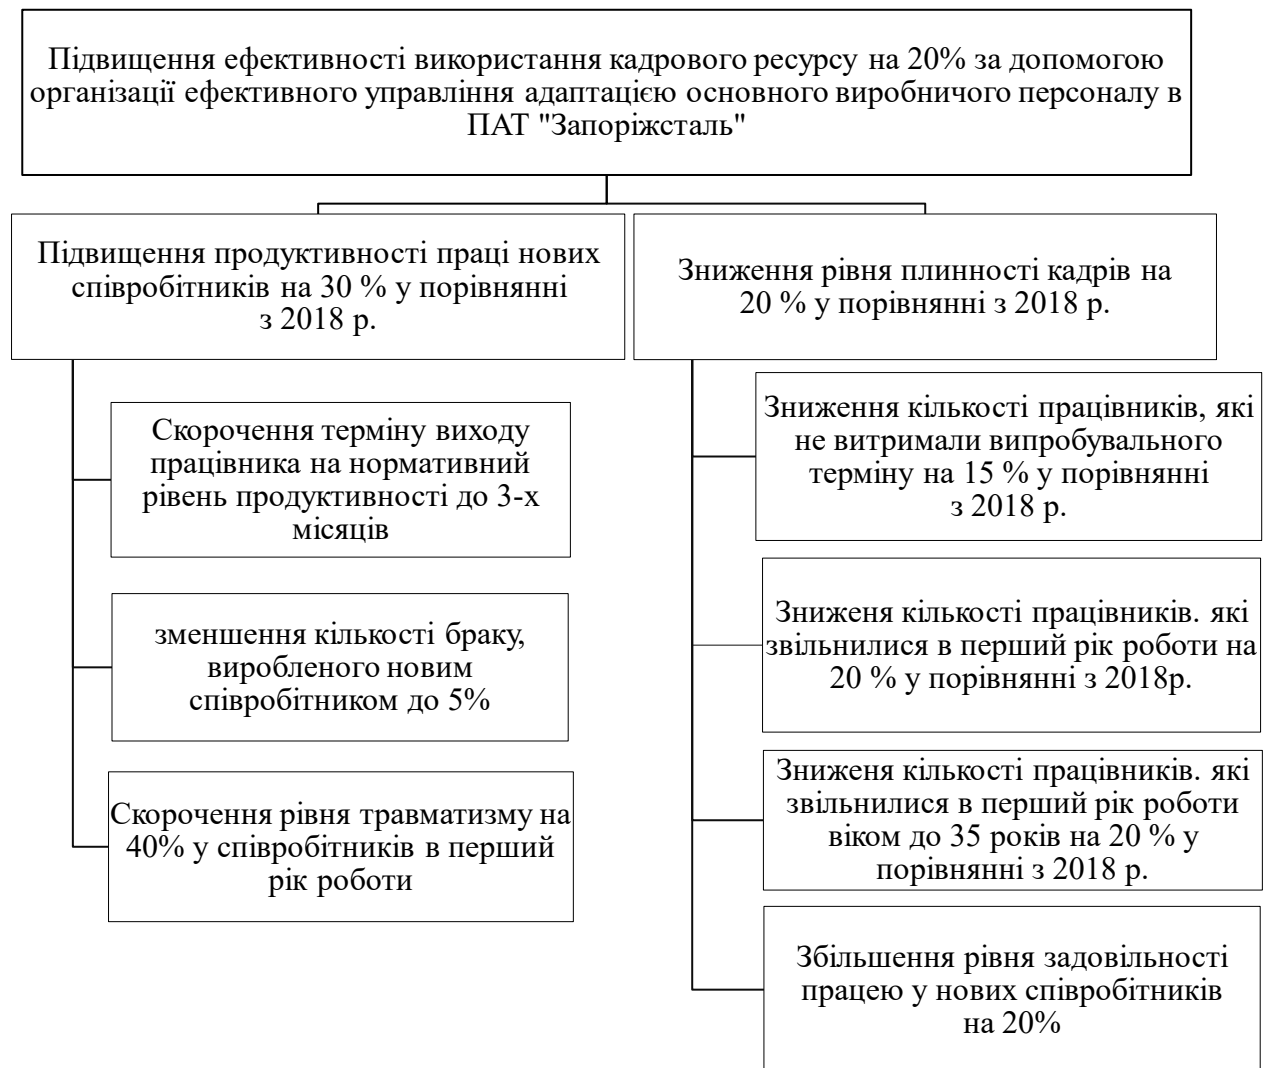 Підвищення ефективності використання кадрового ресурсу на 20% за допомогою
організації ефективного управління адаптацією основного виробничого персоналу в
ПАТ "Запоріжсталь"
Підвищення продуктивності праці нових
співробітників на 30 % у порівнянні
з 2018 р.
Скорочення терміну виходу
працівника на нормативний
рівень продуктивності до 3-х
місяців
зменшення кількості браку,
виробленого новим
співробітником до 5%
Скорочення рівня травматизму на
40% у співробітників в перший
рік роботи
Зниження рівня плинності кадрів на
20 % у порівнянні з 2018 р.
Зниження кількості працівників, які
не витримали випробувального
терміну на 15 % у порівнянні
з 2018 р.
Зниженя кількості працівників. які
звільнилися в перший рік роботи на
20 % у порівнянні з 2018р.
Зниженя кількості працівників. які
звільнилися в перший рік роботи
віком до 35 років на 20 % у
порівнянні з 2018 р.
Збільшення рівня задовільності
працею у нових співробітників
на 20%